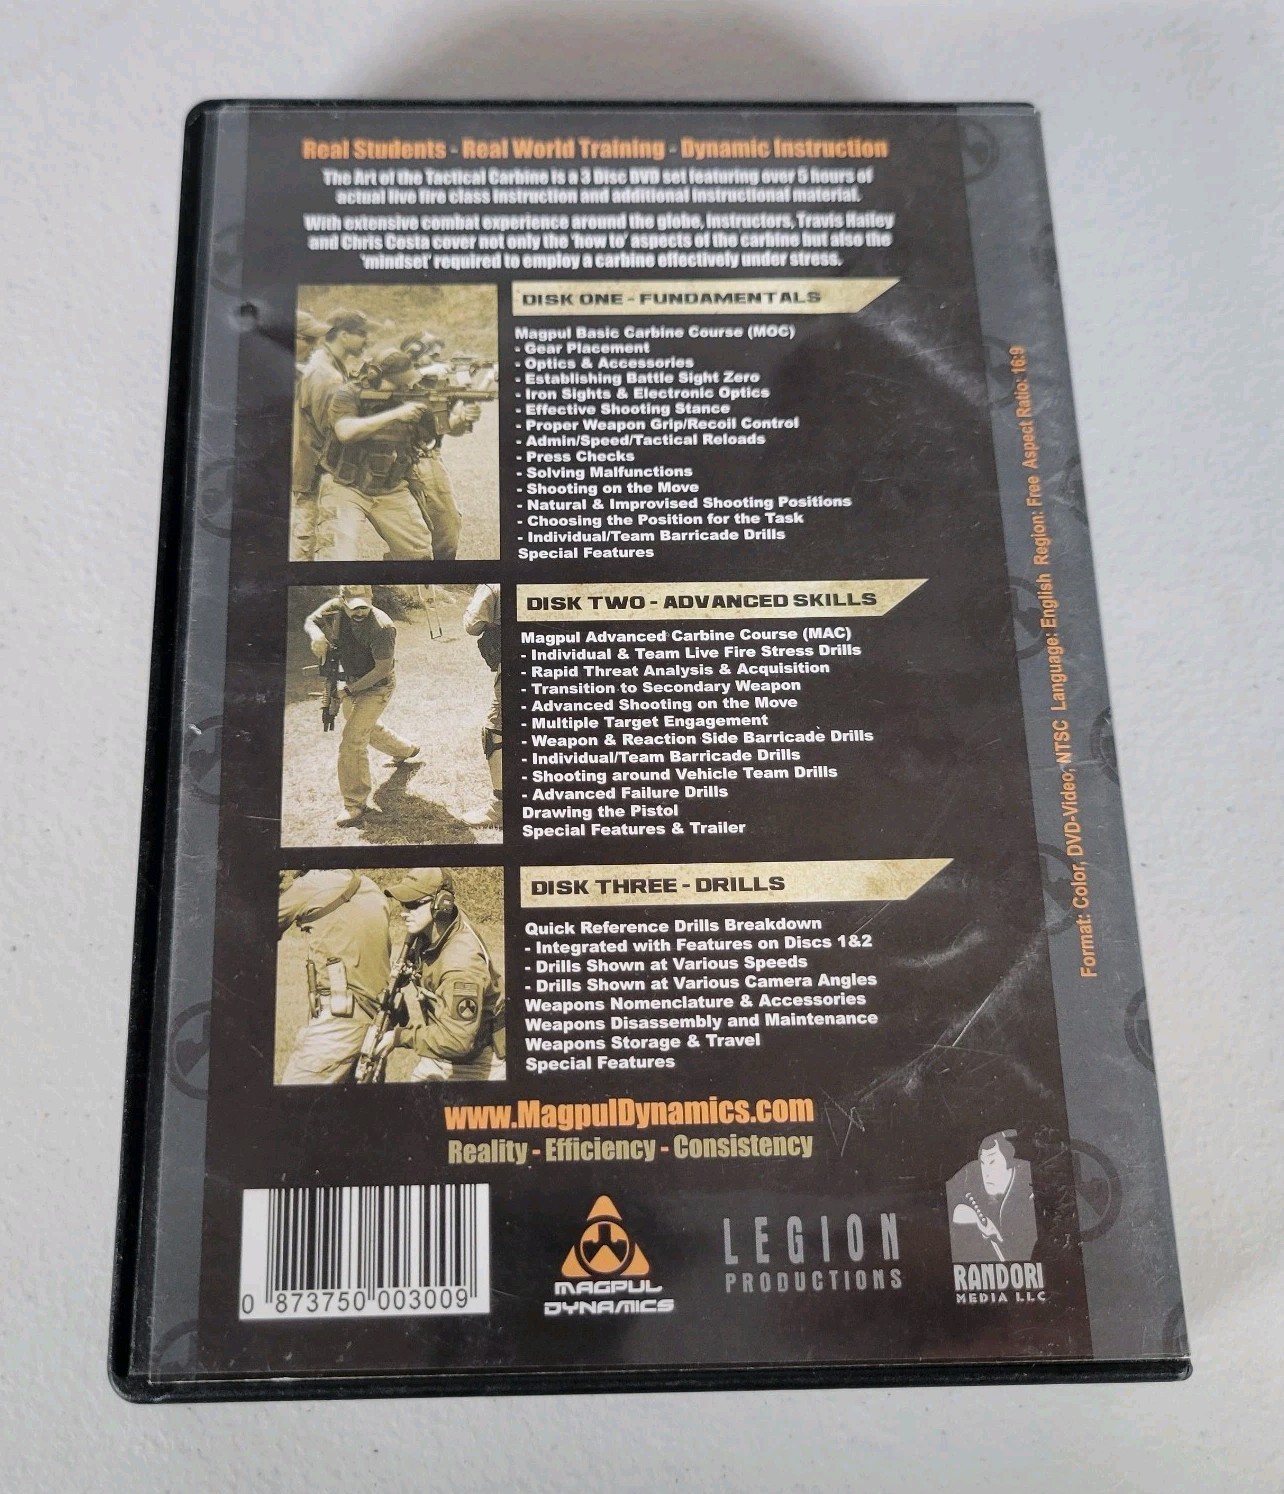 Real Students - Real World Training - Dynamic Instruction
The Art of the Tactical Carbine is a 3 Disc DVD set featuring over 5 hours of
actual live fire class instruction and additional instructional material.
With extensive combat experience around the globe, instructors, Travis Haley
and Chris Costa cover not only the 'how to' aspects of the carbine but also the
'mindset' required to employ a carbine effectively under stress.
DISK ONE - FUNDAMENTALS
Magpul Basic Carbine Course (MOC)
- Gear Placement
- Optics & Accessories
- Establishing Battle Sight Zero
- Iron Sights & Electronic Optics
- Effective Shooting Stance
- Proper Weapon Grip/Recoil Control
- Admin/Speed/Tactical Reloads
- Press Checks
- Solving Malfunctions
- Shooting on the Move
- Natural & Improvised Shooting Positions
- Choosing the Position for the Task
- Individual/Team Barricade Drills
Special Features
DISK TWO - ADVANCED SKILLS
Magpul Advanced Carbine Course (MAC)
- Individual & Team Live Fire Stress Drills
- Rapid Threat Analysis & Acquisition
- Transition to Secondary Weapon
- Advanced Shooting on the Move
- Multiple Target Engagement
- Weapon & Reaction Side Barricade Drills
- Individual/Team Barricade Drills
- Shooting around Vehicle Team Drills
- Advanced Failure Drills
Drawing the Pistol
Special Features & Trailer
DISK THREE - DRILLS
Quick Reference Drills Breakdown
- Integrated with Features on Discs 1&2
- Drills Shown at Various Speeds
- Drills Shown at Various Camera Angles
Weapons Nomenclature & Accessories
Weapons Disassembly and Maintenance
Weapons Storage & Travel
Special Features
Format: Color, DVD-Video, NTSC Language: English Region: Free Aspect Ratio: 16:9
www.MagpulDynamics.com
Reality - Efficiency - Consistency
0 873750 003009
MAGPUL
DYNAMICS
LEGION
PRODUCTIONS
RANDORI
MEDIA LLC